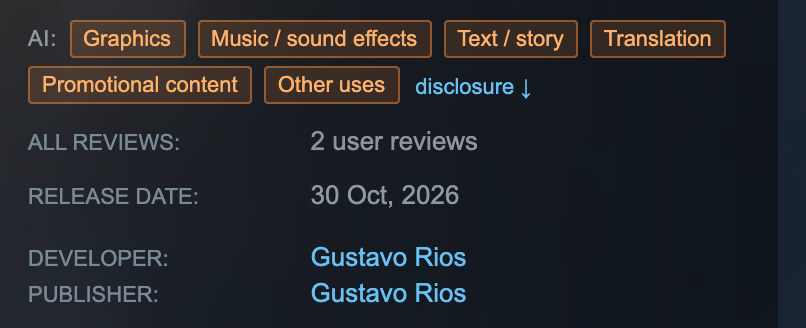 AI: Graphics Music / sound effects Text / story Translation
Promotional content Other uses disclosure ↓
ALL REVIEWS: 2 user reviews
RELEASE DATE: 30 Oct, 2026
DEVELOPER: Gustavo Rios
PUBLISHER: Gustavo Rios